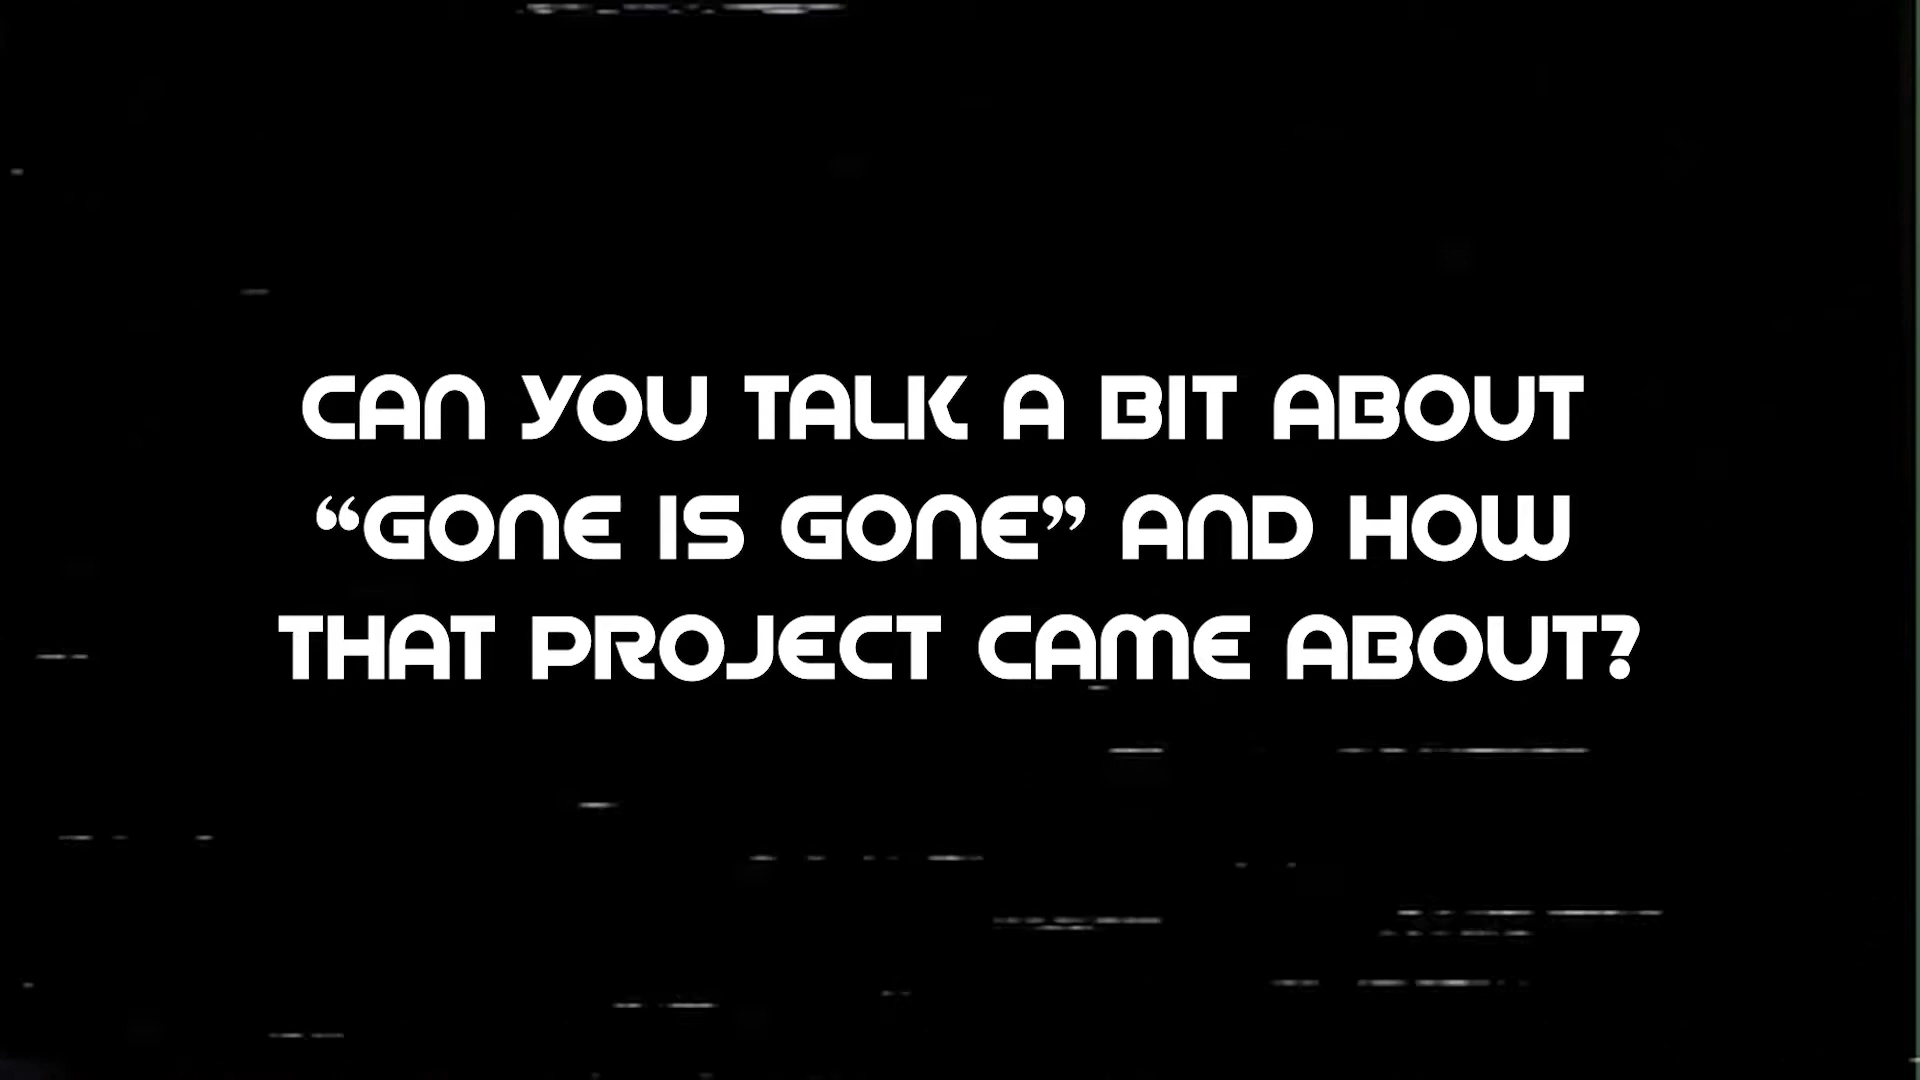 CAN YOU TALK A BIT ABOUT
“GONE IS GONE” AND HOW
THAT PROJECT CAME ABOUT?